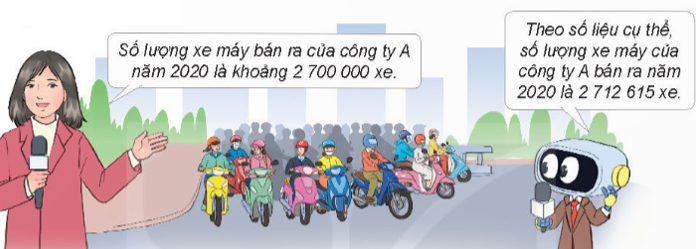 Số lượng xe máy bán ra của công ty A
năm 2020 là khoảng 2 700 000 xe.
Theo số liệu cụ thể,
số lượng xe máy của
công ty A bán ra năm
2020 là 2 712 615 xe.